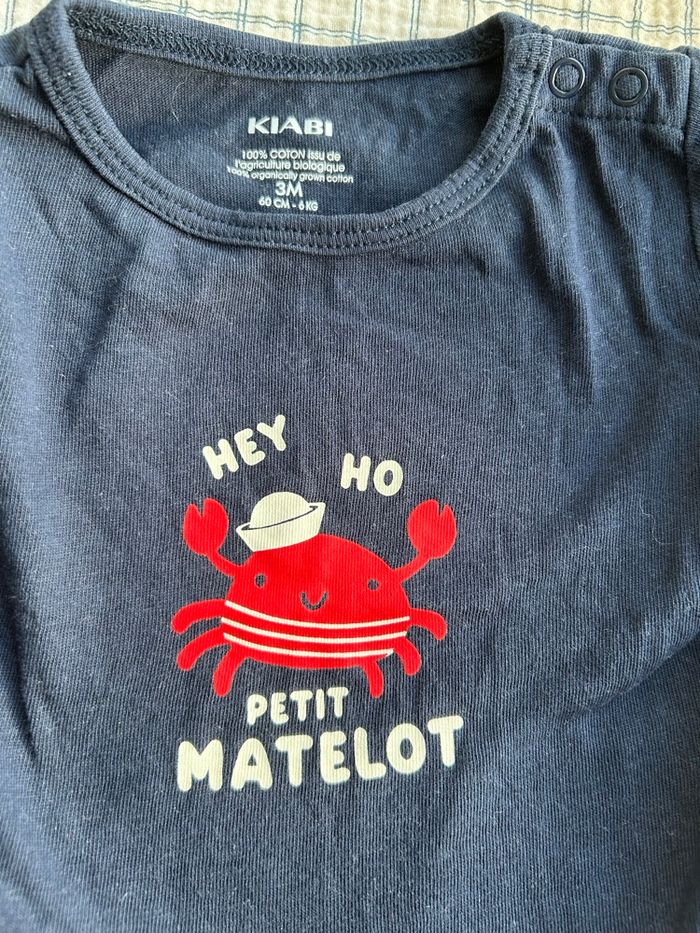 KIABI
100% COTON issu de
l'agriculture biologique
100% organically grown cotton
3M
60 CM - 6 KG
HEY HO
PETIT
MATELOT